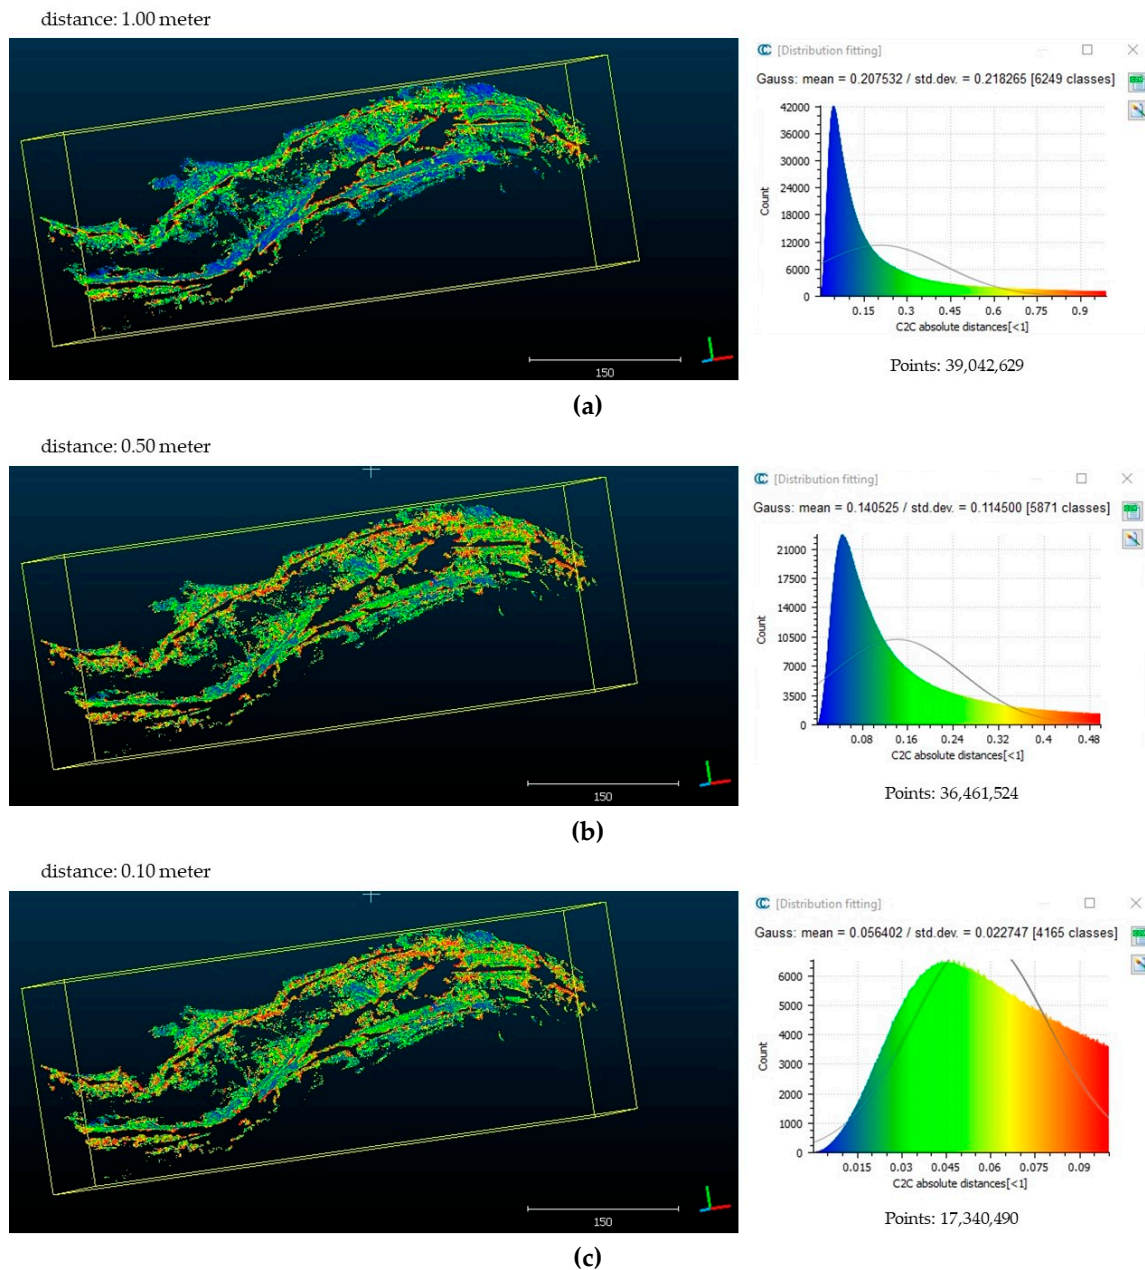 distance: 1.00 meter
[Distribution fitting]
Gauss: mean = 0.207532 / std.dev. = 0.218265 [6249 classes]
42000
36000
30000
24000
18000
12000
6000
0
Count
0.15 0.3 0.45 0.6 0.75 0.9
C2C absolute distances[<1]
150
Points: 39,042,629
(a)
distance: 0.50 meter
[Distribution fitting]
Gauss: mean = 0.140525 / std.dev. = 0.114500 [5871 classes]
21000
17500
14000
10500
7000
3500
0
Count
0.08 0.16 0.24 0.32 0.4 0.48
C2C absolute distances[<1]
150
Points: 36,461,524
(b)
distance: 0.10 meter
[Distribution fitting]
Gauss: mean = 0.056402 / std.dev. = 0.022747 [4165 classes]
6000
5000
4000
3000
2000
1000
0
Count
0.015 0.03 0.045 0.06 0.075 0.09
C2C absolute distances[<1]
150
Points: 17,340,490
(c)